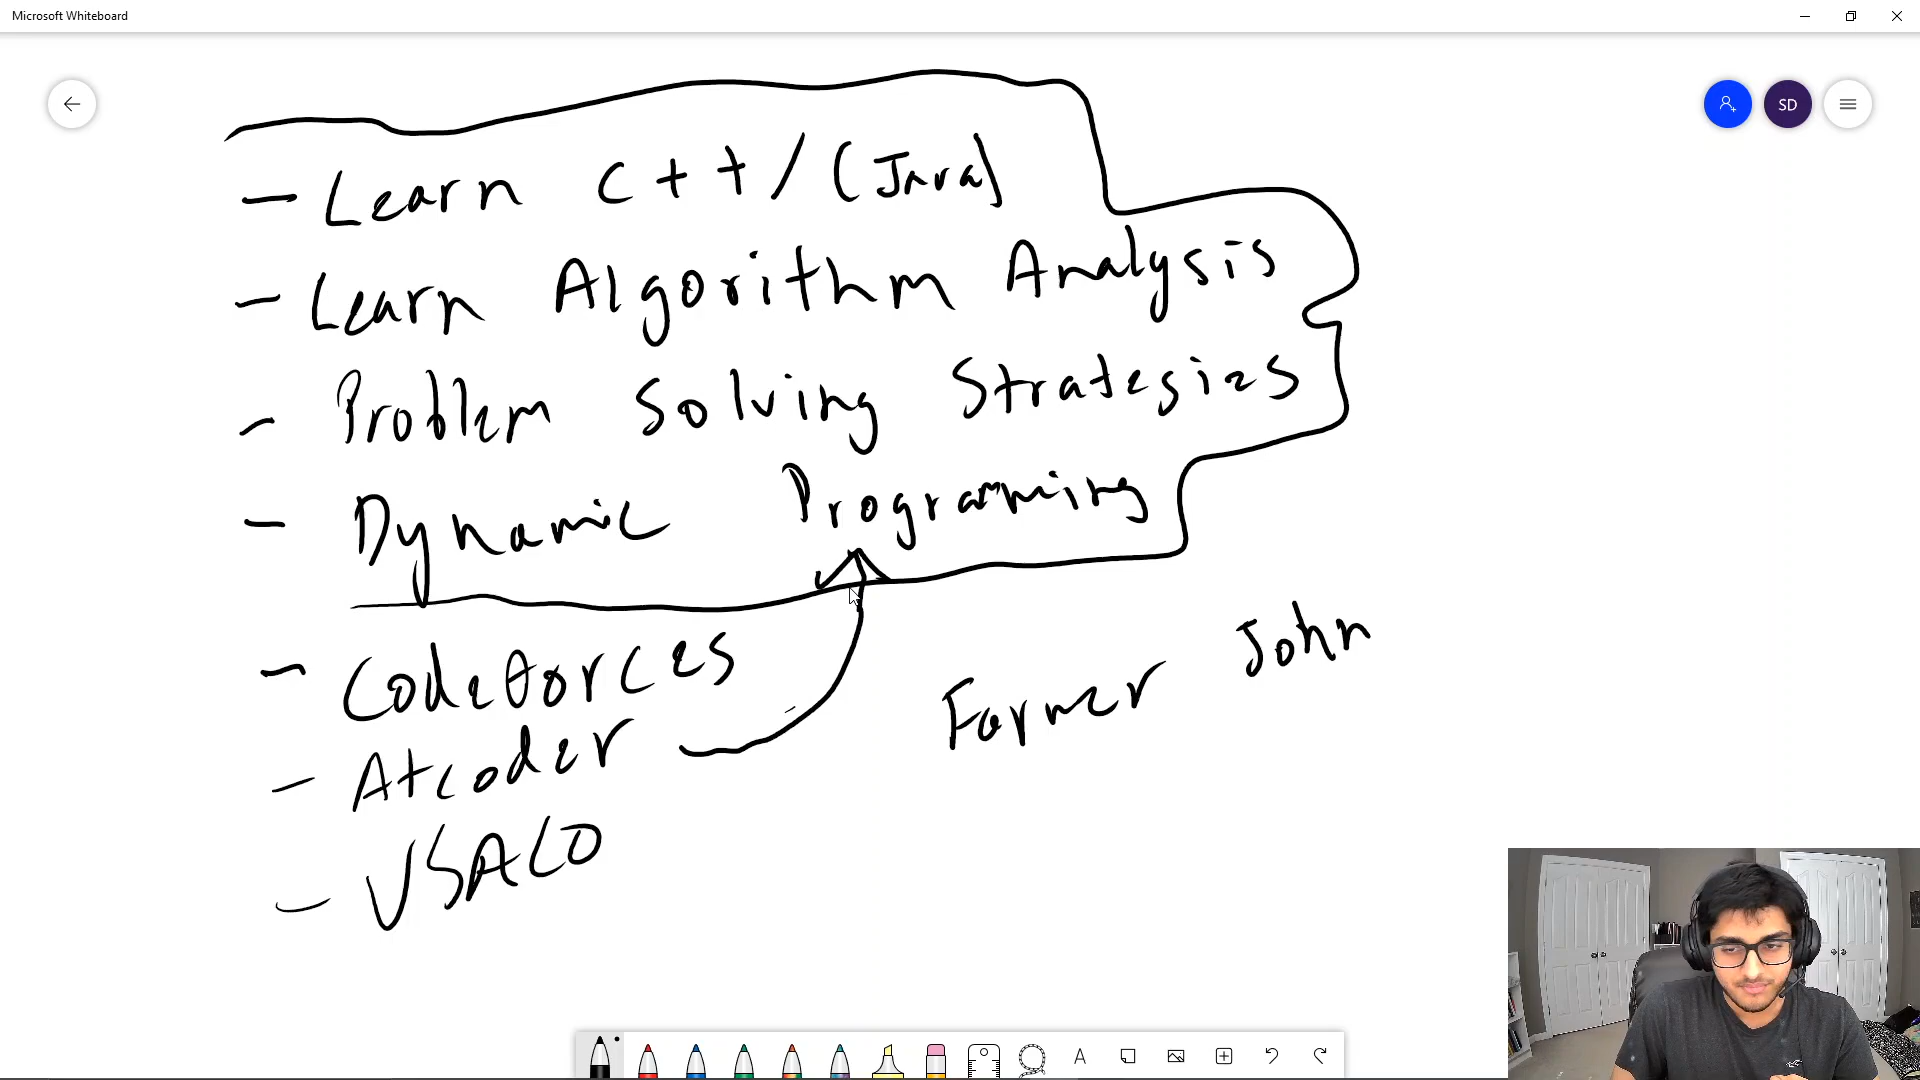 Microsoft Whiteboard
SD
- Learn C++/(Java)
- Learn Algorithm Analysis
- Problem Solving Strategies
- Dynamic Programming
- Codeforces
- Atcoder
- USACO
Farmer John
A